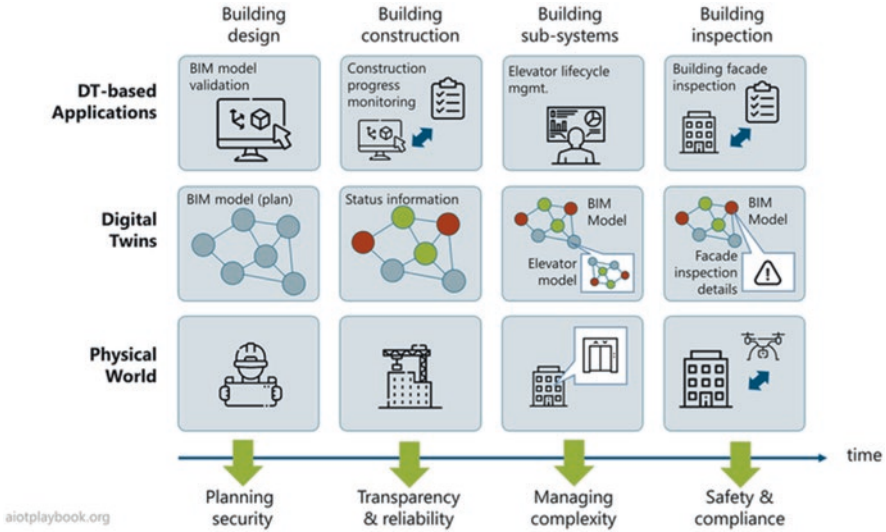 Building
design
Building
construction
Building
sub-systems
Building
inspection
DT-based
Applications
BIM model
validation
Construction
progress
monitoring
Elevator lifecycle
mgmt.
Building facade
inspection
Digital
Twins
BIM model (plan)
Status information
BIM
Model
Elevator
model
BIM
Model
Facade
inspection
details
Physical
World
time
Planning
security
Transparency
& reliability
Managing
complexity
Safety &
compliance
aiotplaybook.org